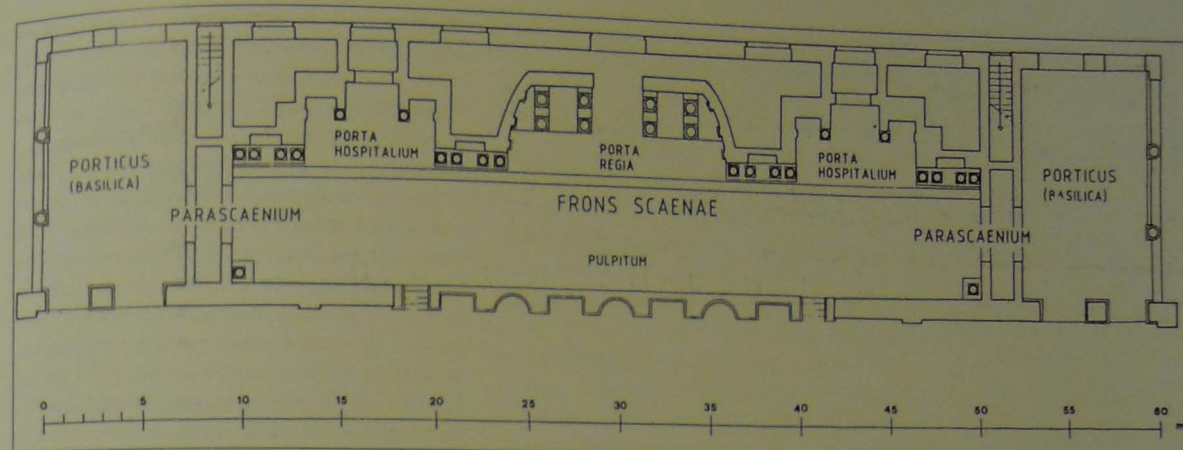 PORTA
HOSPITALIUM
PORTA
REGIA
PORTA
HOSPITALIUM
PORTICUS
(BASILICA)
PORTICUS
(BASILICA)
PARASCAENIUM
FRONS SCAENAE
PARASCAENIUM
PULPITUM
0 5 10 15 20 25 30 35 40 45 50 55 60 m